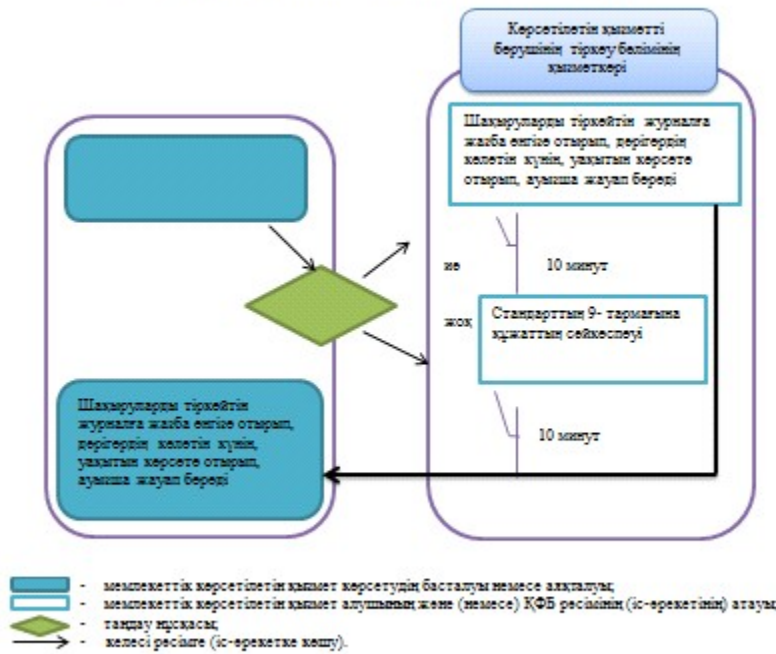 Көрсетілетін қызметті
берушінің тіркеу бөлімінің
қызметкері
Шақыруларды тіркейтін журналға
жазба енгізе отырып, дәрігердің
келетін күнін, уақытын көрсете
отырып, ауызша жауап береді
иә
10 минут
жоқ
Стандарттың 9- тармағына
құжаттың сәйкеспеуі
10 минут
Шақыруларды тіркейтін
журналға жазба енгізе отырып,
дәрігердің келетін күнін,
уақытын көрсете отырып,
ауызша жауап береді
- мемлекеттік көрсетілетін қызмет көрсетудің басталуы немесе аяқталуы;
- мемлекеттік көрсетілетін қызмет алушының және (немесе) ҚФБ рәсімінің (іс-әрекетінің) атауы;
- таңдау нұсқасы;
- келесі рәсімге (іс-әрекетке көшу).